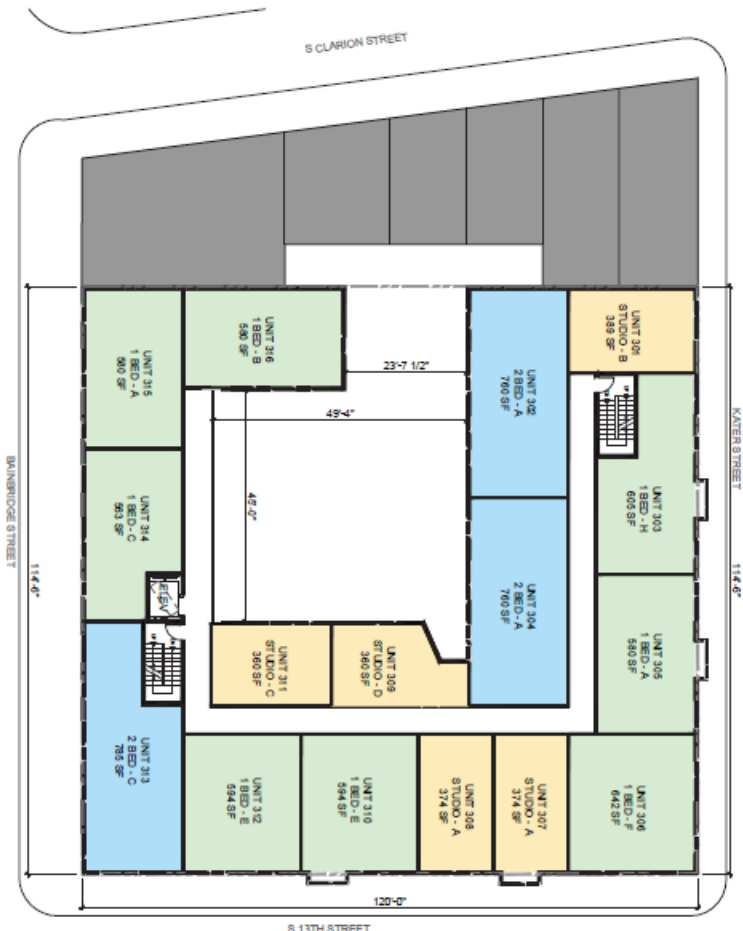 S CLARION STREET
UNIT 315
1 BED - A
580 SF
UNIT 316
1 BED - B
580 SF
UNIT 302
2 BED - A
760 SF
UNIT 301
STUDIO - B
389 SF
23'-7 1/2"
49'-4"
UP
KATER STREET
UNIT 303
1 BED - H
605 SF
BAINBRIDGE STREET
UNIT 314
1 BED - C
563 SF
114'-6"
ELEV
UP
UNIT 304
2 BED - A
760 SF
114'-6"
UNIT 311
STUDIO - C
360 SF
UNIT 309
STUDIO - D
360 SF
UNIT 305
1 BED - A
580 SF
UNIT 313
2 BED - C
785 SF
UNIT 312
1 BED - E
594 SF
UNIT 310
1 BED - E
594 SF
UNIT 308
STUDIO - A
374 SF
UNIT 307
STUDIO - A
374 SF
UNIT 306
1 BED - F
642 SF
120'-0"
S 13TH STREET